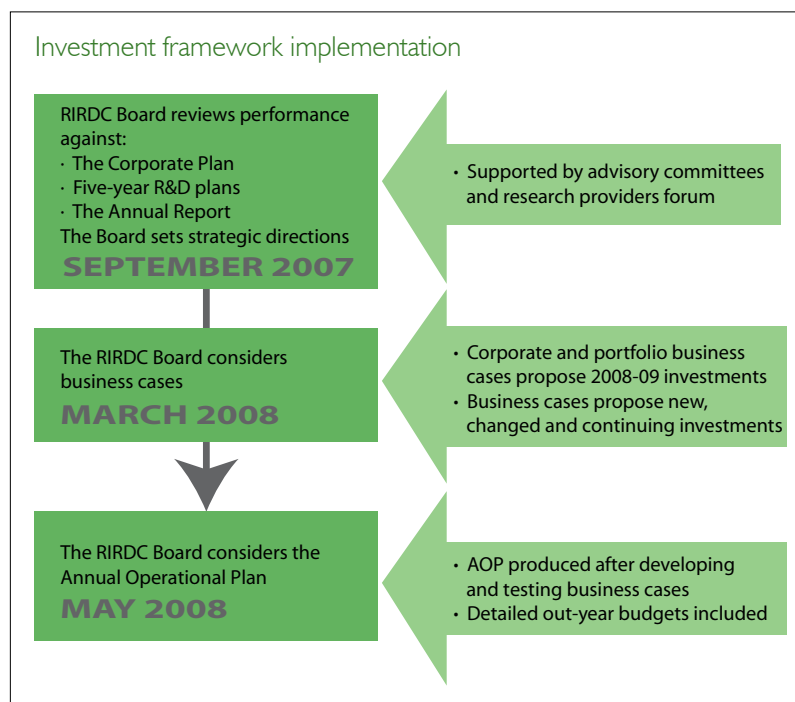 Investment framework implementation
RIRDC Board reviews performance
against:
· The Corporate Plan
· Five-year R&D plans
· The Annual Report
The Board sets strategic directions
SEPTEMBER 2007
· Supported by advisory committees
and research providers forum
The RIRDC Board considers
business cases
MARCH 2008
· Corporate and portfolio business
cases propose 2008-09 investments
· Business cases propose new,
changed and continuing investments
The RIRDC Board considers the
Annual Operational Plan
MAY 2008
· AOP produced after developing
and testing business cases
· Detailed out-year budgets included